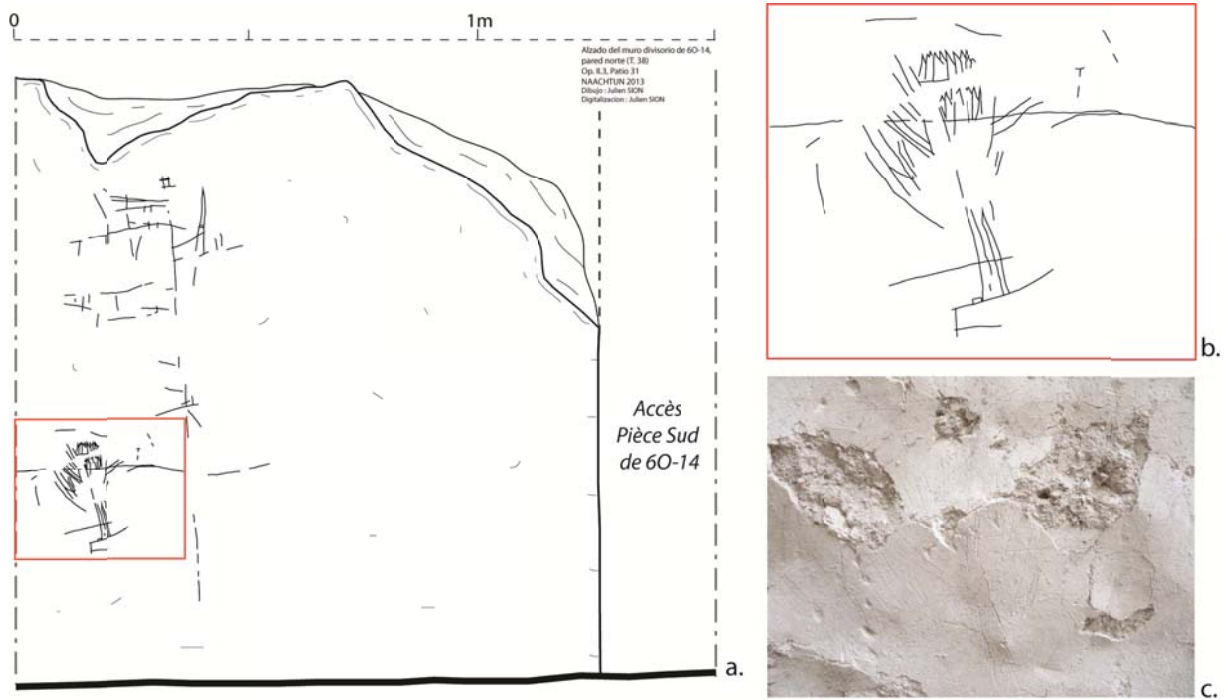 0
1m
Alzado del muro divisorio de 6O-14,
pared norte (T. 38)
Op. II.3, Patio 31
NAACHTUN 2013
Dibujo : Julien SION
Digitalizacion : Julien SION
Accès
Pièce Sud
de 6O-14
a.
b.
c.